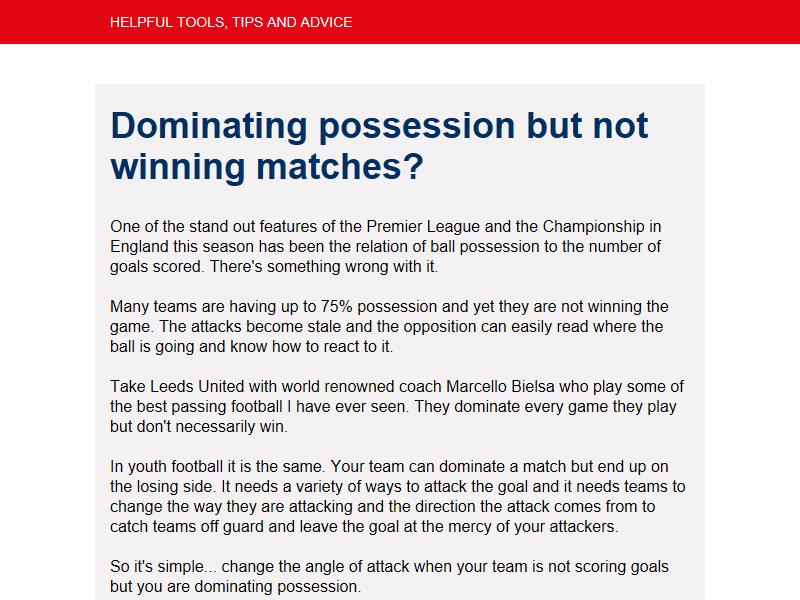 HELPFUL TOOLS, TIPS AND ADVICE
Dominating possession but not
winning matches?
One of the stand out features of the Premier League and the Championship in
England this season has been the relation of ball possession to the number of
goals scored. There's something wrong with it.
Many teams are having up to 75% possession and yet they are not winning the
game. The attacks become stale and the opposition can easily read where the
ball is going and know how to react to it.
Take Leeds United with world renowned coach Marcello Bielsa who play some of
the best passing football I have ever seen. They dominate every game they play
but don't necessarily win.
In youth football it is the same. Your team can dominate a match but end up on
the losing side. It needs a variety of ways to attack the goal and it needs teams to
change the way they are attacking and the direction the attack comes from to
catch teams off guard and leave the goal at the mercy of your attackers.
So it's simple... change the angle of attack when your team is not scoring goals
but you are dominating possession.